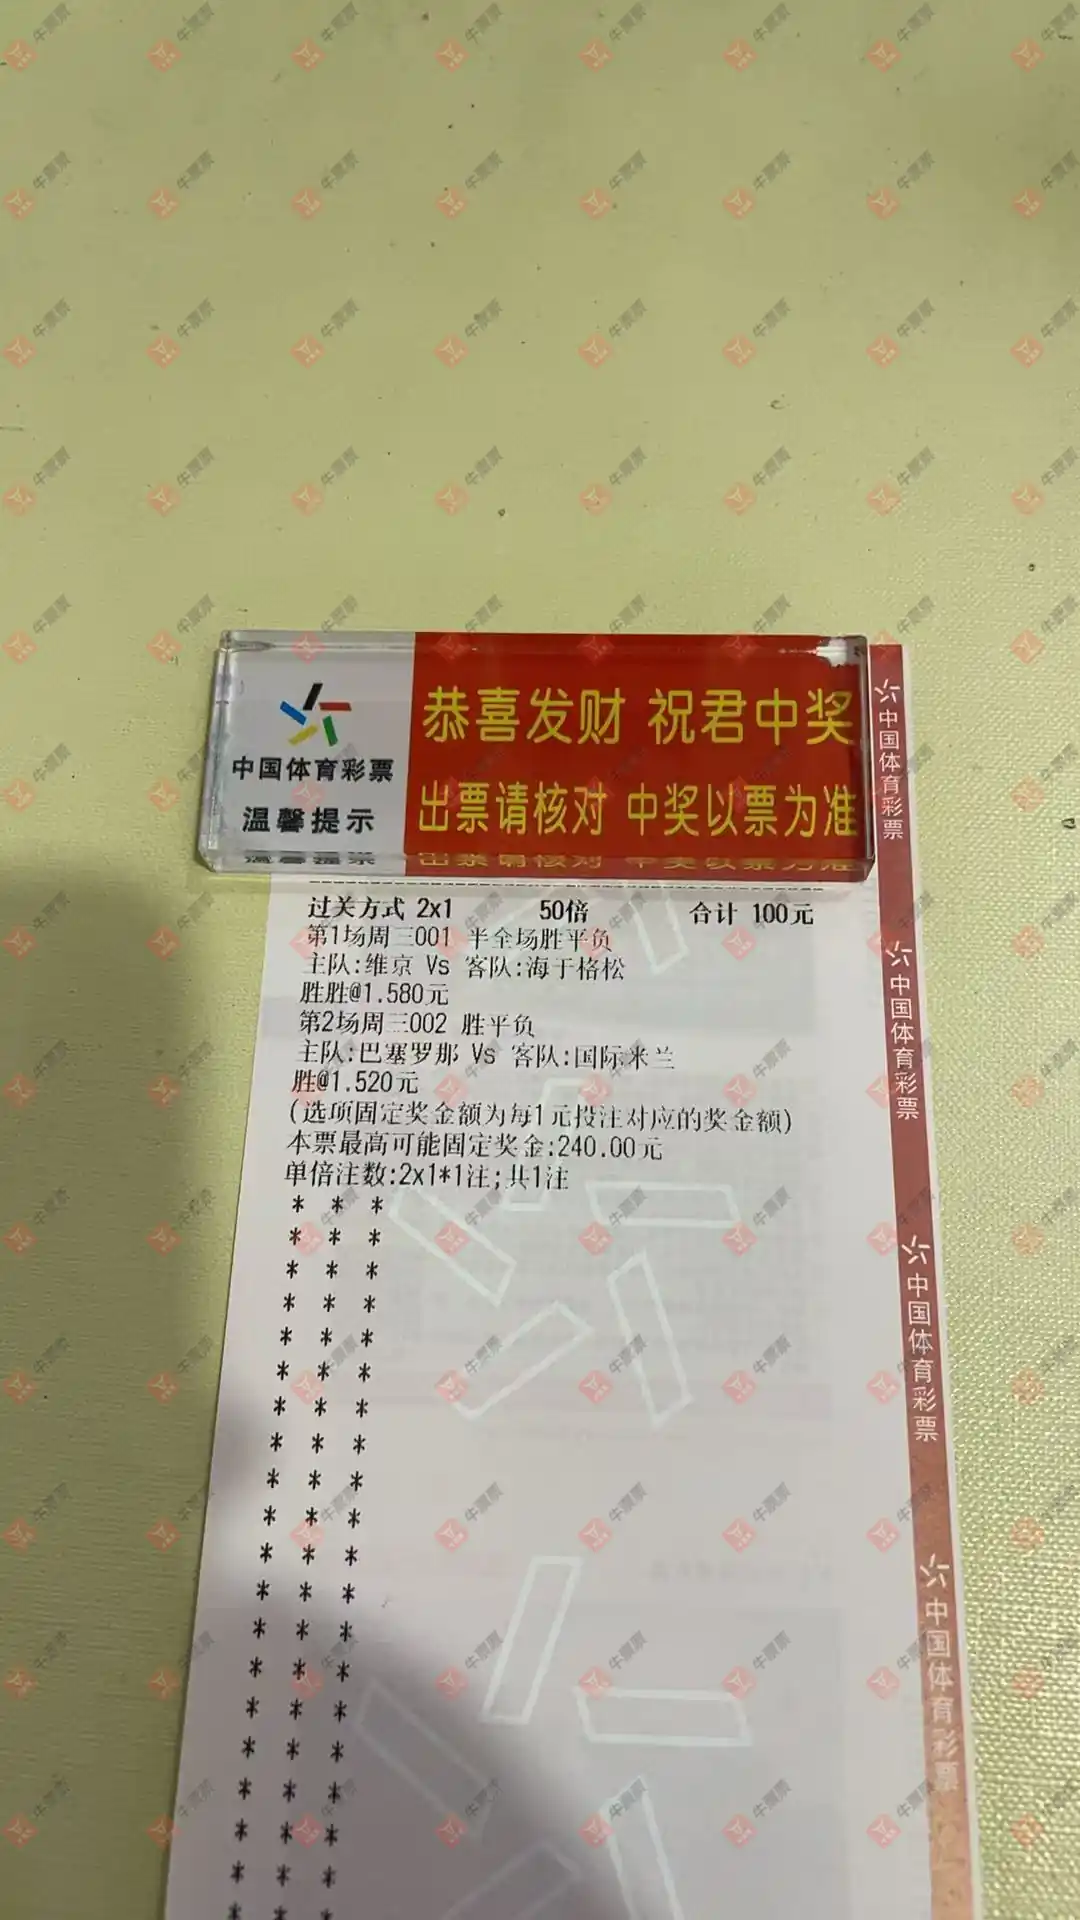 恭喜发财 祝君中奖
中国体育彩票
出票请核对 中奖以票为准
温馨提示
过关方式 2x1 50倍 合计 100元
第1场周三001 半全场胜平负
主队:维京 Vs 客队:海于格松
胜胜@1.580元
第2场周三002 胜平负
主队:巴塞罗那 Vs 客队:国际米兰
胜@1.520元
(选项固定奖金额为每1元投注对应的奖金额)
本票最高可能固定奖金:240.00元
单倍注数:2x1*1注;共1注
中国体育彩票
中国体育彩票
中国体育彩票
中国体育彩票
牛票票